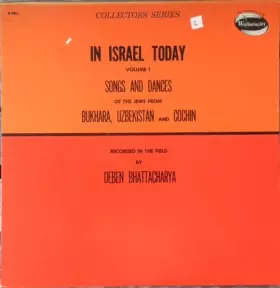 COLLECTORS SERIES
2
Westminster
IN ISRAEL TODAY
VOLUME 1
SONGS AND DANCES
OF THE JEWS FROM
BUKHARA, UZBEKISTAN AND COCHIN
RECORDED IN THE FIELD
BY
DEBEN BHATTACHARYA